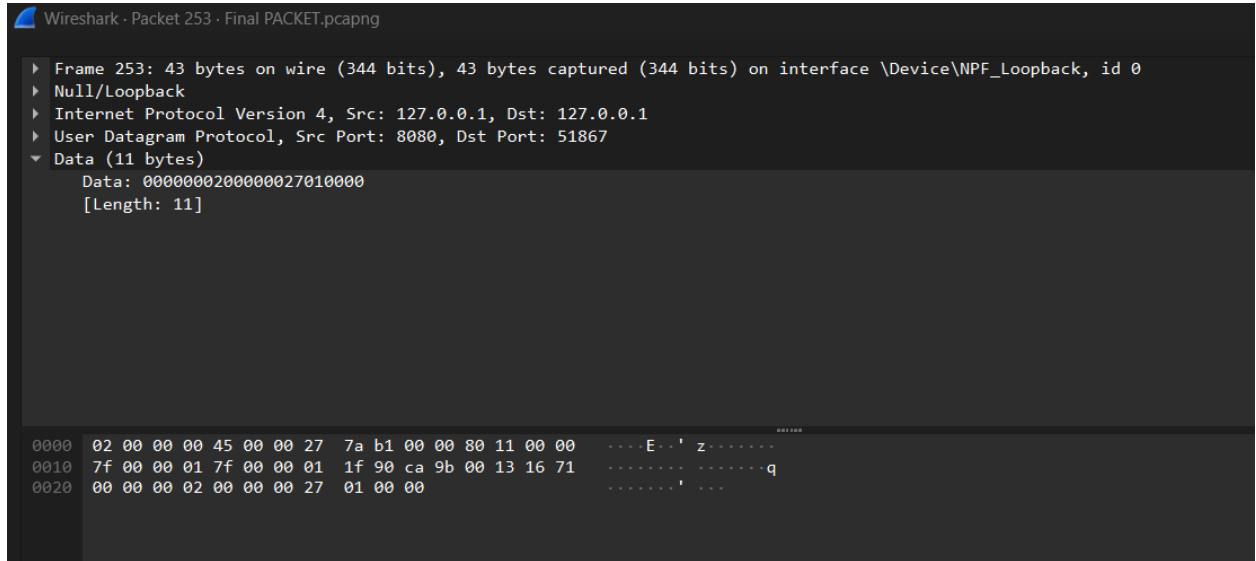 Wireshark · Packet 253 · Final PACKET.pcapng
Frame 253: 43 bytes on wire (344 bits), 43 bytes captured (344 bits) on interface \Device\NPF_Loopback, id 0
Null/Loopback
Internet Protocol Version 4, Src: 127.0.0.1, Dst: 127.0.0.1
User Datagram Protocol, Src Port: 8080, Dst Port: 51867
Data (11 bytes)
Data: 0000000200000027010000
[Length: 11]
0000 02 00 00 00 45 00 00 27 7a b1 00 00 80 11 00 00 ····E··' z·······
0010 7f 00 00 01 7f 00 00 01 1f 90 ca 9b 00 13 16 71 ········ ·······q
0020 00 00 00 02 00 00 00 27 01 00 00 ·······' ···